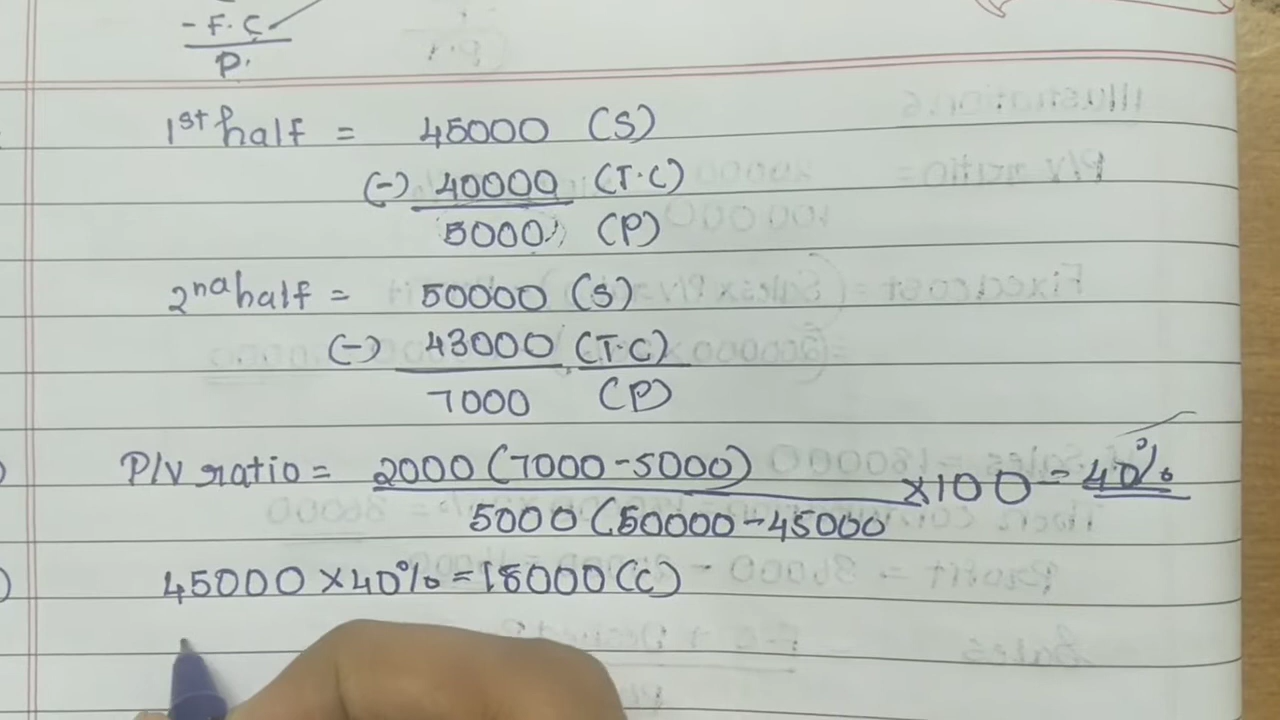 - F.C
P.
1st half = 45000 (S)
(-) 40000 (T.C)
5000 (P)
2nd half = 50000 (S)
(-) 43000 (T.C)
7000 (P)
P/V ratio = 2000 (7000-5000)
5000 (50000-45000 ×100 = 40%
45000 × 40% = 18000 (C)